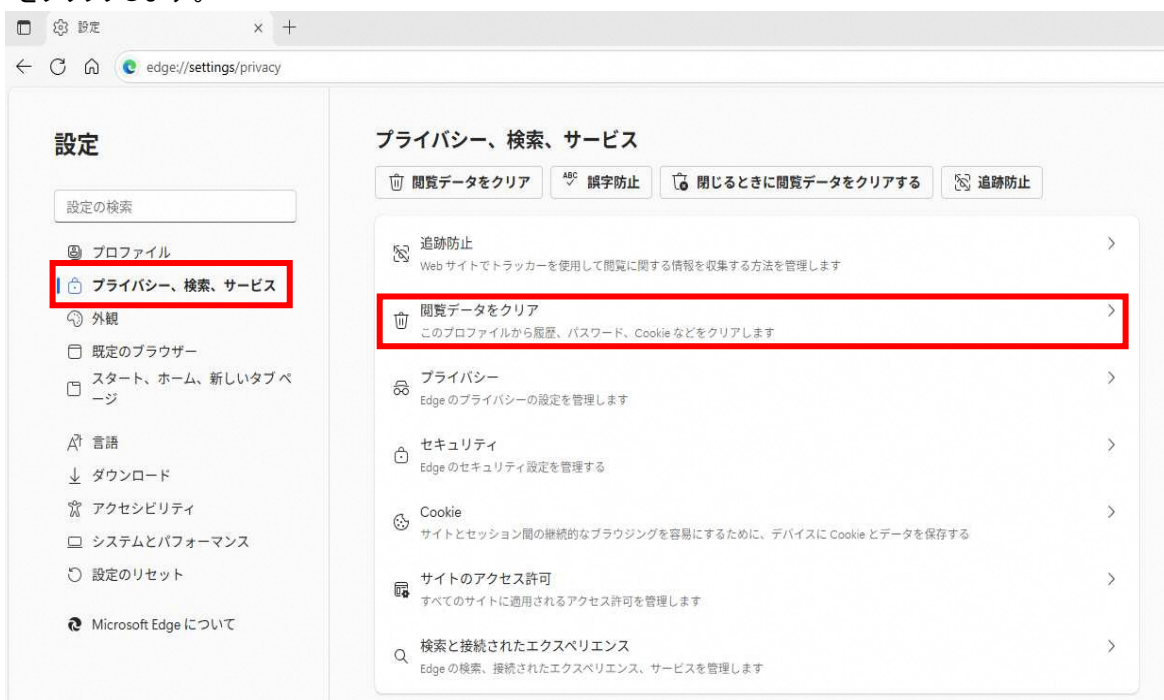 をクリックします。
設定
edge://settings/privacy
設定
設定の検索
プロファイル
プライバシー、検索、サービス
外観
既定のブラウザー
スタート、ホーム、新しいタブ ペ
ージ
言語
ダウンロード
アクセシビリティ
システムとパフォーマンス
設定のリセット
Microsoft Edge について
プライバシー、検索、サービス
閲覧データをクリア
ABC 誤字防止
閉じるときに閲覧データをクリアする
追跡防止
追跡防止
Web サイトでトラッカーを使用して閲覧に関する情報を収集する方法を管理します
閲覧データをクリア
このプロファイルから履歴、パスワード、Cookie などをクリアします
プライバシー
Edge のプライバシーの設定を管理します
セキュリティ
Edge のセキュリティ設定を管理する
Cookie
サイトとセッション間の継続的なブラウジングを容易にするために、デバイスに Cookie とデータを保存する
サイトのアクセス許可
すべてのサイトに適用されるアクセス許可を管理します
検索と接続されたエクスペリエンス
Edge の検索、接続されたエクスペリエンス、サービスを管理します